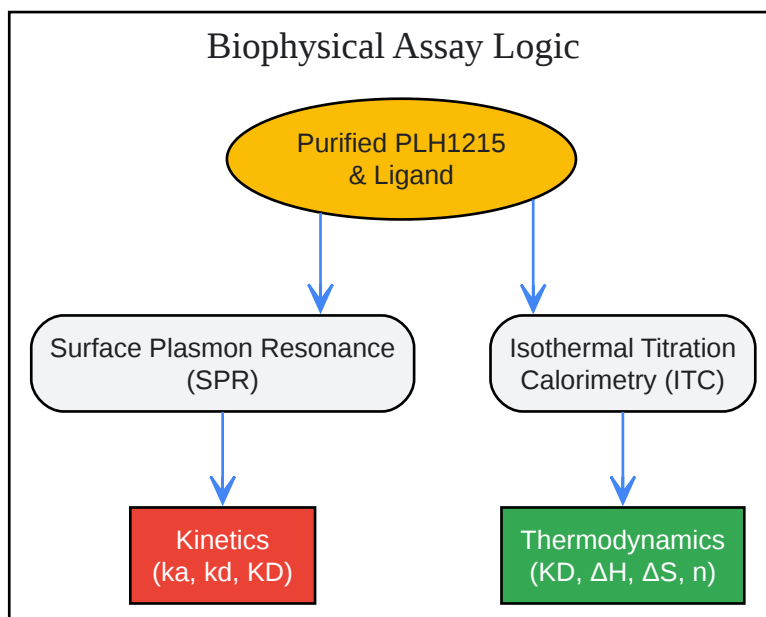 Biophysical Assay Logic
Purified PLH1215
& Ligand
Surface Plasmon Resonance
(SPR)
Isothermal Titration
Calorimetry (ITC)
Kinetics
(ka, kd, KD)
Thermodynamics
(KD, ΔH, ΔS, n)